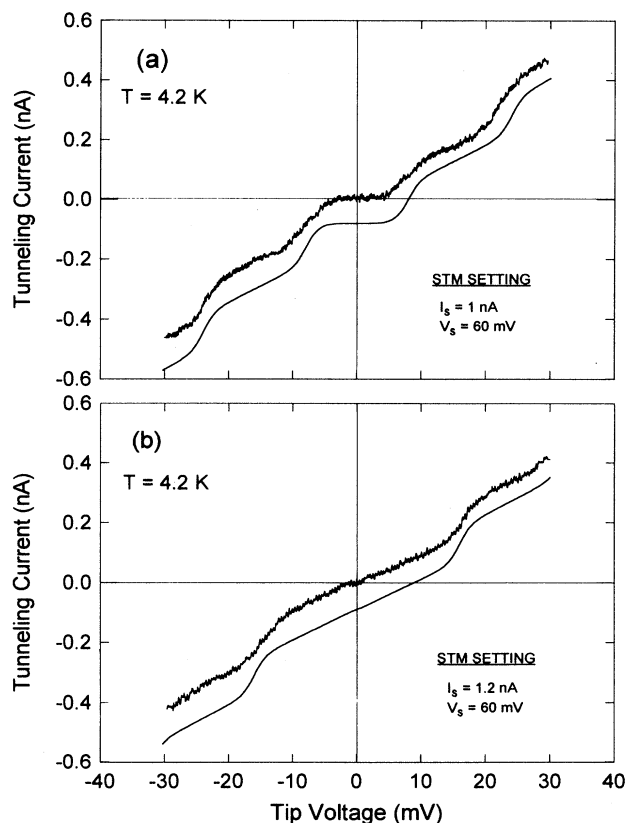 0.6
(a)
0.4
T = 4.2 K
0.2
0.0
-0.2
-0.4
-0.6
Tunneling Current (nA)
STM SETTING
I_s = 1 nA
V_s = 60 mV
0.6
(b)
0.4
T = 4.2 K
0.2
0.0
-0.2
-0.4
-0.6
Tunneling Current (nA)
STM SETTING
I_s = 1.2 nA
V_s = 60 mV
-40 -30 -20 -10 0 10 20 30 40
Tip Voltage (mV)